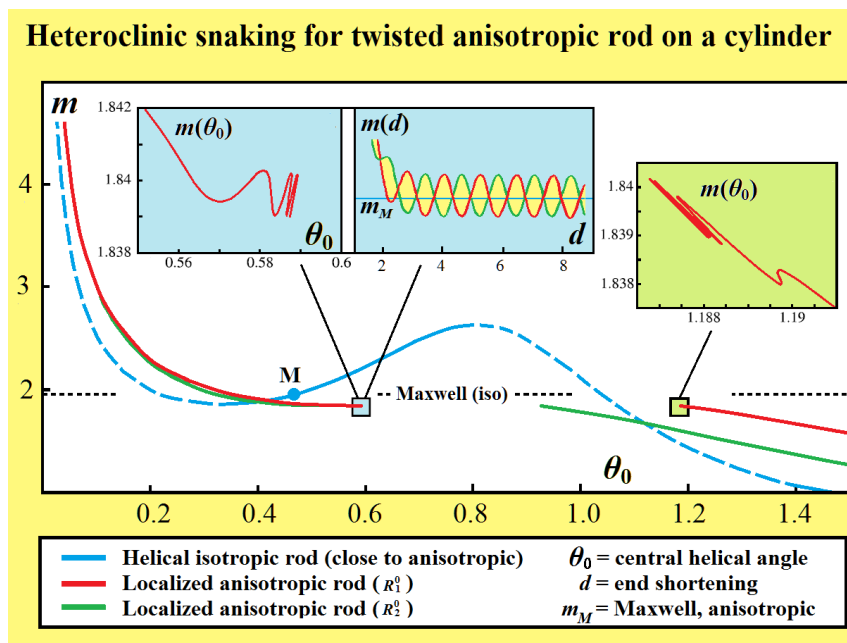 Heteroclinic snaking for twisted anisotropic rod on a cylinder
m
4
3
2
1.842
1.84
1.838
m(θ₀)
0.56
0.58
0.6
θ₀
m(d)
m_M
d
2
4
6
8
m(θ₀)
1.84
1.839
1.838
1.188
1.19
M
Maxwell (iso)
θ₀
0.2
0.4
0.6
0.8
1.0
1.2
1.4
Helical isotropic rod (close to anisotropic)
Localized anisotropic rod (R₁⁰)
Localized anisotropic rod (R₂⁰)
θ₀ = central helical angle
d = end shortening
m_M = Maxwell, anisotropic